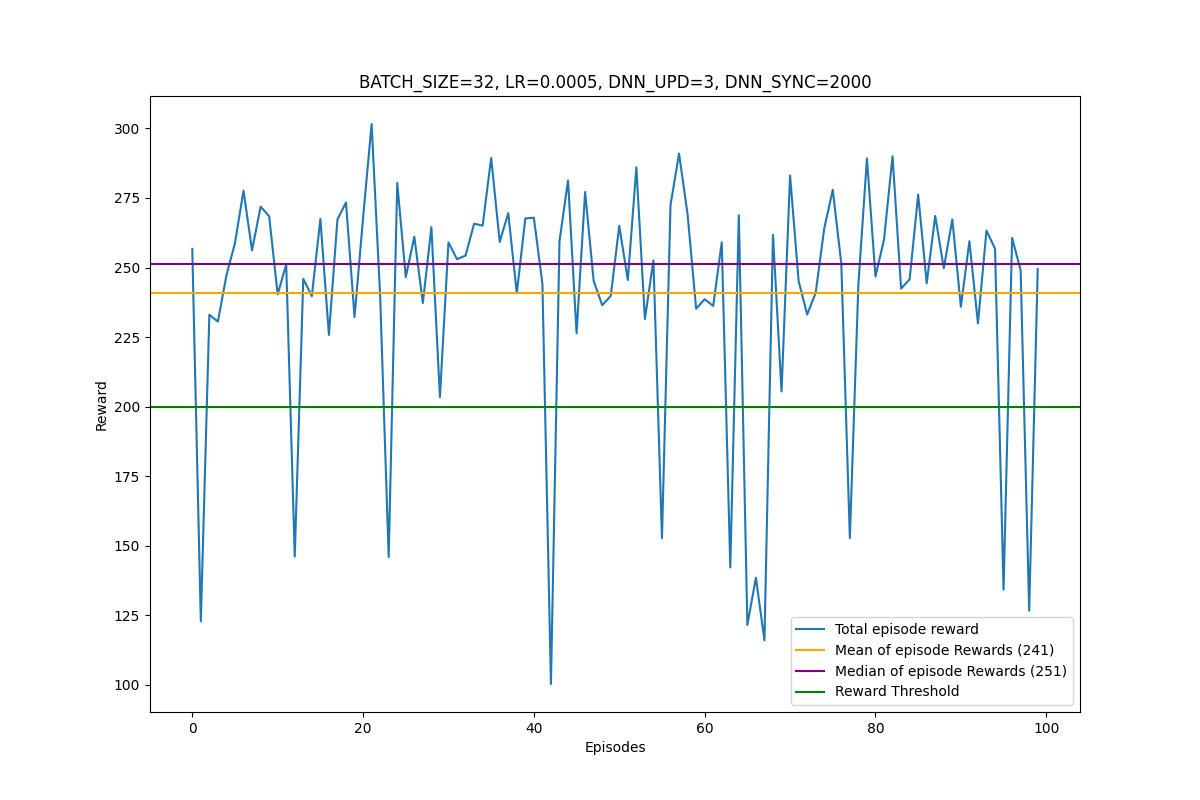 BATCH_SIZE=32, LR=0.0005, DNN_UPD=3, DNN_SYNC=2000
300
275
250
225
200
175
150
125
100
Reward
Total episode reward
Mean of episode Rewards (241)
Median of episode Rewards (251)
Reward Threshold
0 20 40 60 80 100
Episodes